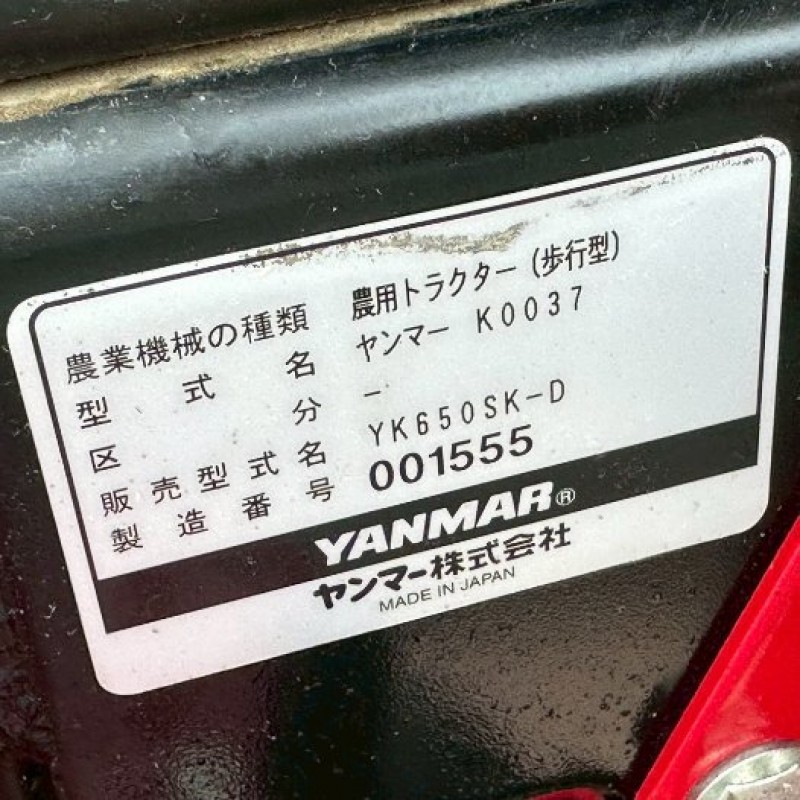 農業機械の種類 農用トラクター(歩行型)
型式名 ヤンマー K0037
区分 -
販売型式名 YK650SK-D
製造番号 001555
YANMAR®
ヤンマー株式会社
MADE IN JAPAN